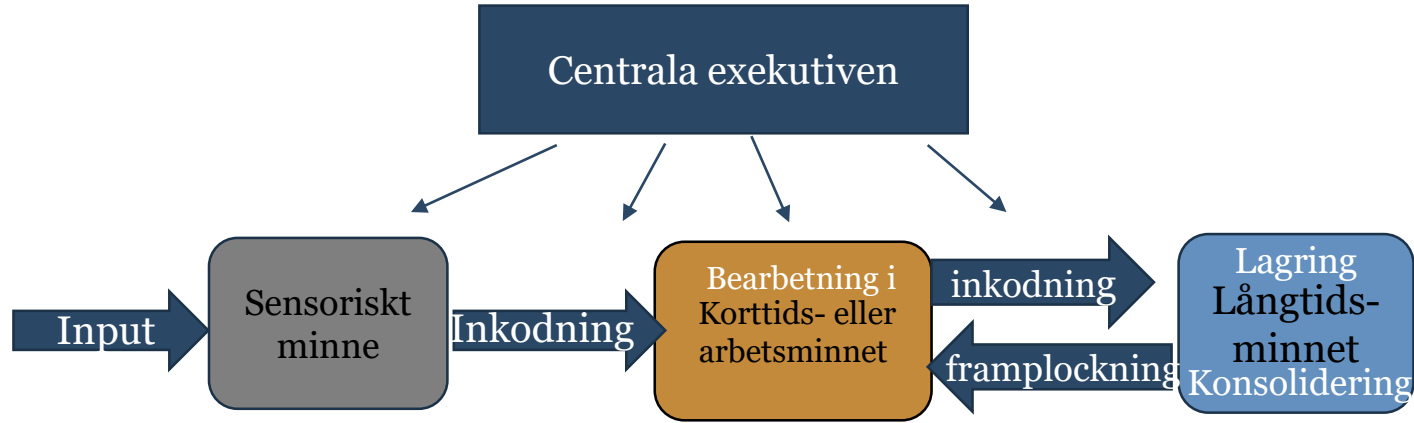 Centrala exekutiven
Input
Sensoriskt
minne
Inkodning
Bearbetning i
Korttids- eller
arbetsminnet
inkodning
framplockning
Lagring
Långtids-
minnet
Konsolidering